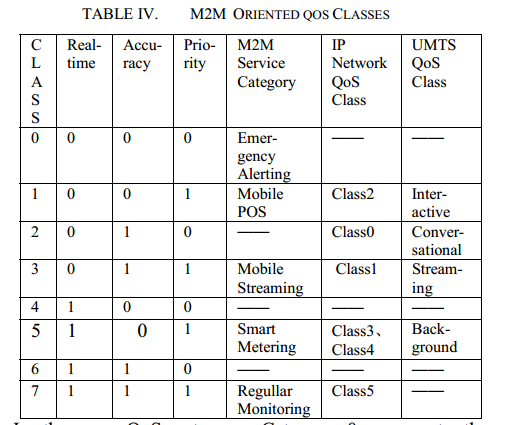 TABLE IV. M2M ORIENTED QOS CLASSES
C L A S S Real-time Accu-racy Prio-rity M2M Service Category IP Network QoS Class UMTS QoS Class
0 0 0 0 Emer-gency Alerting —— ——
1 0 0 1 Mobile POS Class2 Inter-active
2 0 1 0 —— Class0 Conver-sational
3 0 1 1 Mobile Streaming Class1 Stream-ing
4 1 0 0 —— —— ——
5 1 0 1 Smart Metering Class3、Class4 Back-ground
6 1 1 0 —— —— ——
7 1 1 1 Regullar Monitoring Class5 ——